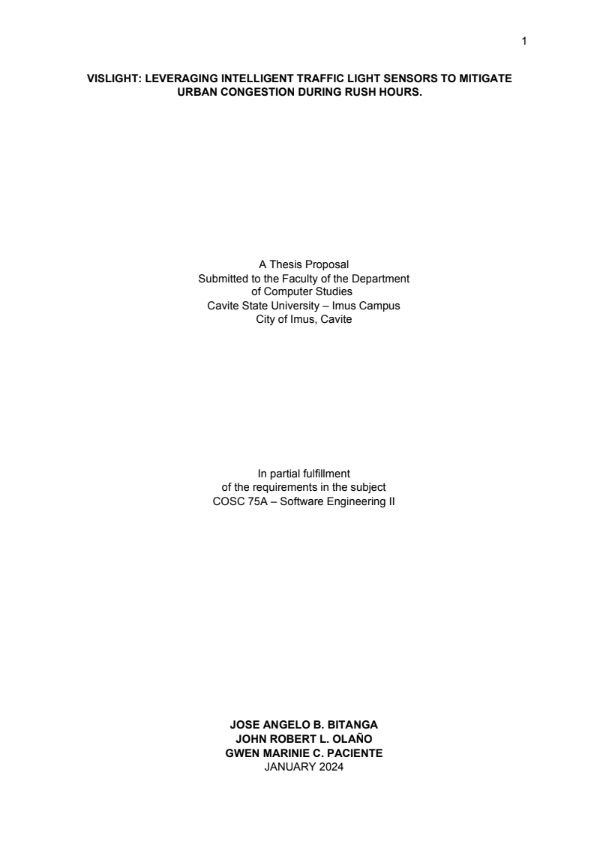 1
VISLIGHT: LEVERAGING INTELLIGENT TRAFFIC LIGHT SENSORS TO MITIGATE
URBAN CONGESTION DURING RUSH HOURS.
A Thesis Proposal
Submitted to the Faculty of the Department
of Computer Studies
Cavite State University – Imus Campus
City of Imus, Cavite
In partial fulfillment
of the requirements in the subject
COSC 75A – Software Engineering II
JOSE ANGELO B. BITANGA
JOHN ROBERT L. OLAÑO
GWEN MARINIE C. PACIENTE
JANUARY 2024